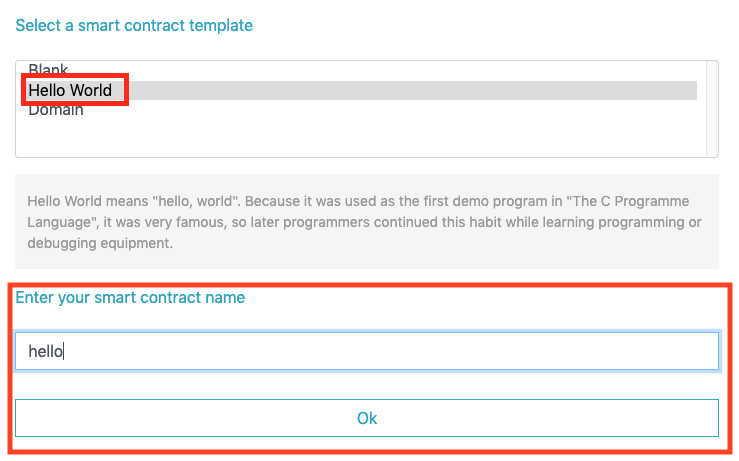 Select a smart contract template
Blank
Hello World
Domain
Hello World means "hello, world". Because it was used as the first demo program in "The C Programme
Language", it was very famous, so later programmers continued this habit while learning programming or
debugging equipment.
Enter your smart contract name
hello
Ok